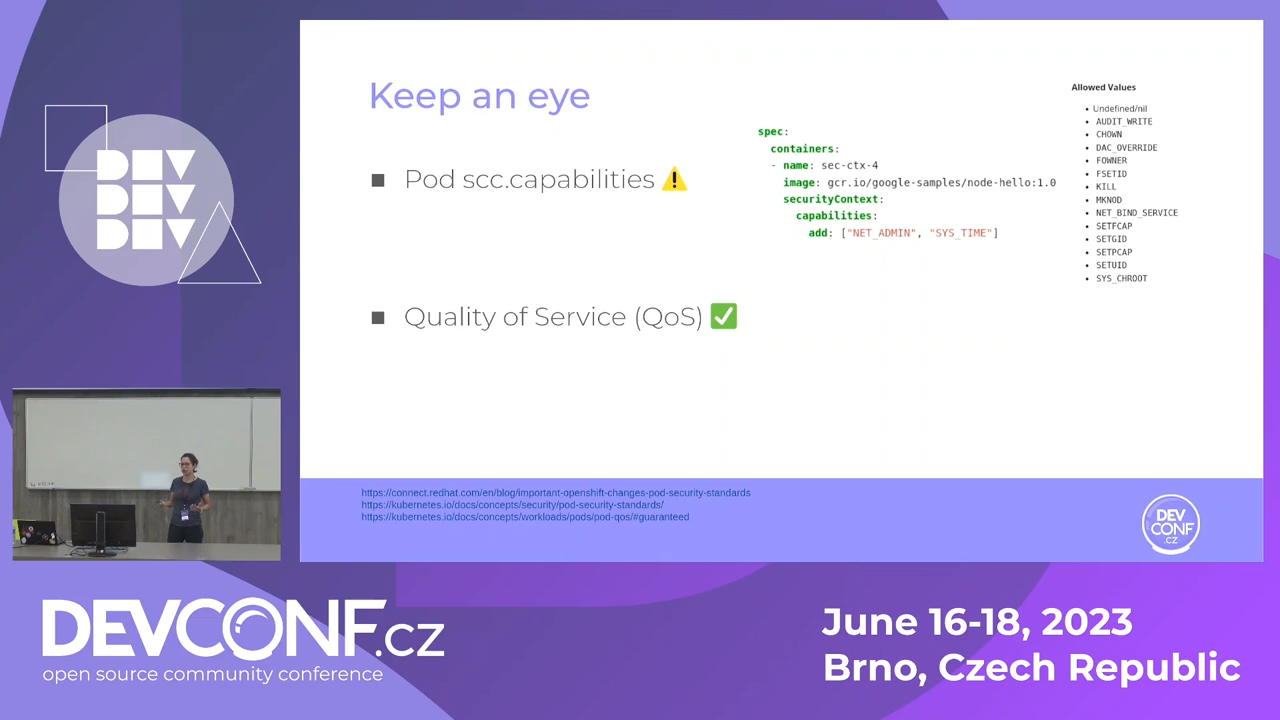 DEV
DEV
DEV
Keep an eye
■ Pod scc.capabilities ⚠️
■ Quality of Service (QoS) ✅
spec:
containers:
- name: sec-ctx-4
image: gcr.io/google-samples/node-hello:1.0
securityContext:
capabilities:
add: ["NET_ADMIN", "SYS_TIME"]
Allowed Values
• Undefined/nil
• AUDIT_WRITE
• CHOWN
• DAC_OVERRIDE
• FOWNER
• FSETID
• KILL
• MKNOD
• NET_BIND_SERVICE
• SETFCAP
• SETGID
• SETPCAP
• SETUID
• SYS_CHROOT
https://connect.redhat.com/en/blog/important-openshift-changes-pod-security-standards
https://kubernetes.io/docs/concepts/security/pod-security-standards/
https://kubernetes.io/docs/concepts/workloads/pods/pod-qos/#guaranteed
DEV
CONF
.CZ
DEVCONF.cz
open source community conference
June 16-18, 2023
Brno, Czech Republic